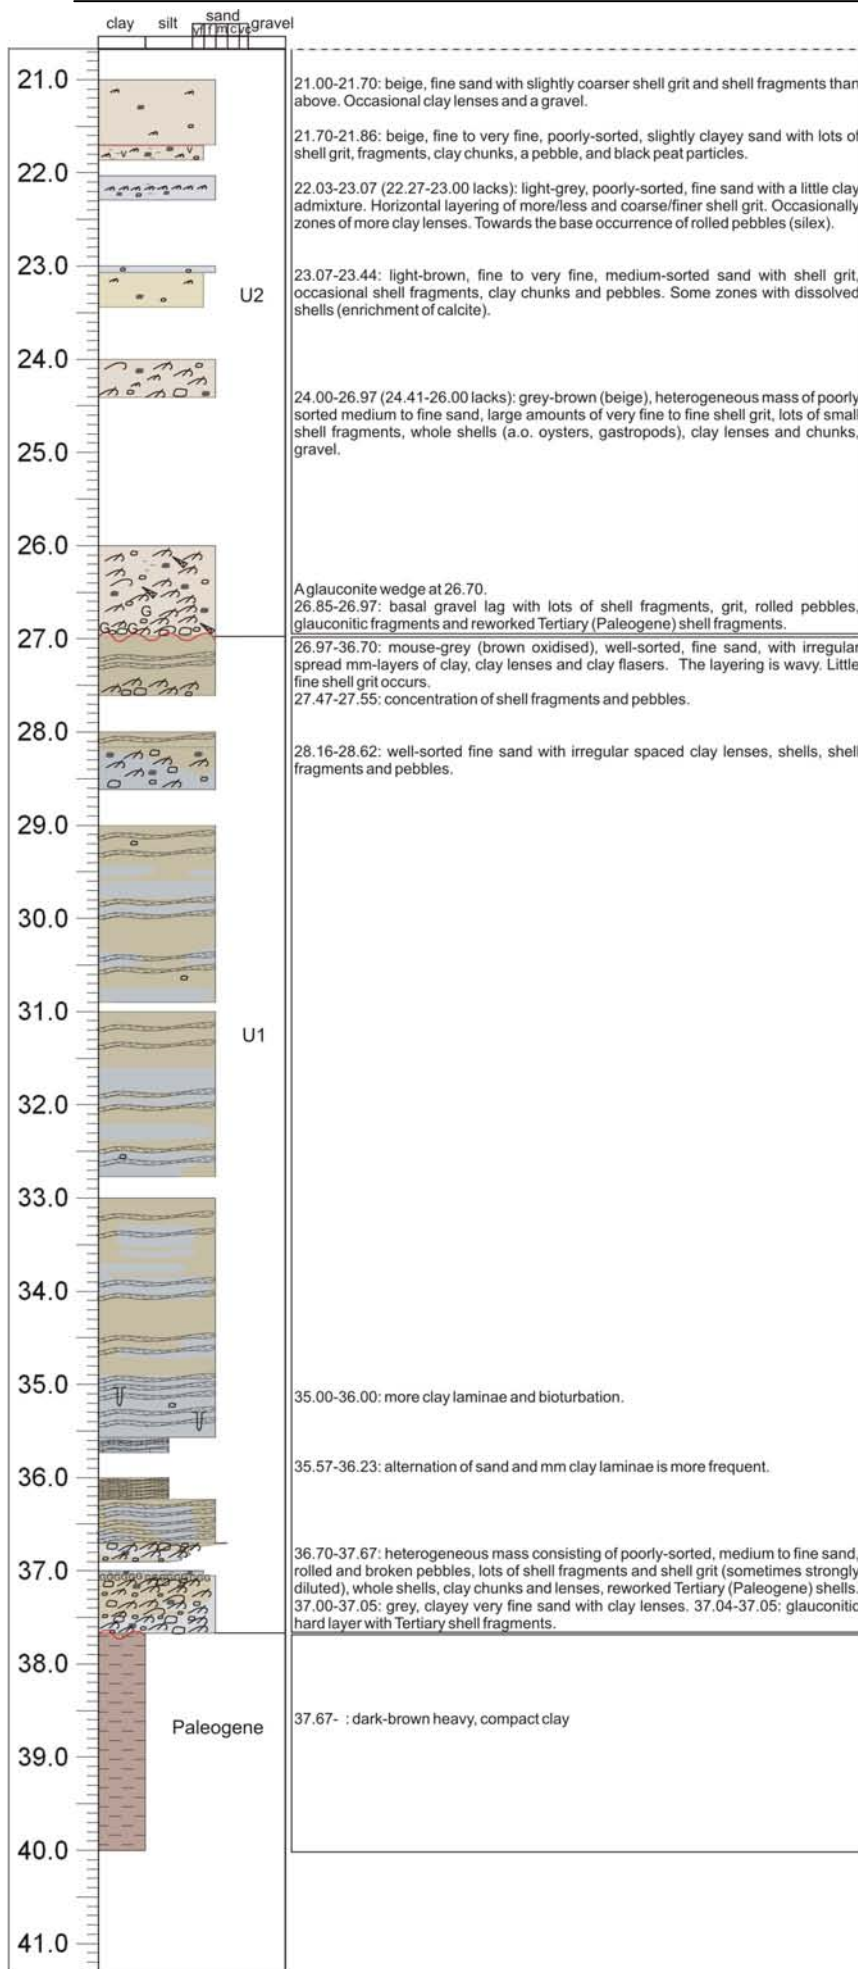 sand
clay silt gravel
vf f m c vc
21.0
21.00-21.70: beige, fine sand with slightly coarser shell grit and shell fragments than
above. Occasional clay lenses and a gravel.
21.70-21.86: beige, fine to very fine, poorly-sorted, slightly clayey sand with lots of
shell grit, fragments, clay chunks, a pebble, and black peat particles.
22.0
22.03-23.07 (22.27-23.00 lacks): light-grey, poorly-sorted, fine sand with a little clay
admixture. Horizontal layering of more/less and coarse/finer shell grit. Occasionally
zones of more clay lenses. Towards the base occurrence of rolled pebbles (silex).
23.0
U2
23.07-23.44: light-brown, fine to very fine, medium-sorted sand with shell grit,
occasional shell fragments, clay chunks and pebbles. Some zones with dissolved
shells (enrichment of calcite).
24.0
24.00-26.97 (24.41-26.00 lacks): grey-brown (beige), heterogeneous mass of poorly
sorted medium to fine sand, large amounts of very fine to fine shell grit, lots of small
shell fragments, whole shells (a.o. oysters, gastropods), clay lenses and chunks,
gravel.
25.0
26.0
A glauconite wedge at 26.70.
26.85-26.97: basal gravel lag with lots of shell fragments, grit, rolled pebbles,
glauconitic fragments and reworked Tertiary (Paleogene) shell fragments.
G
G G
27.0
26.97-36.70: mouse-grey (brown oxidised), well-sorted, fine sand, with irregular
spread mm-layers of clay, clay lenses and clay flasers. The layering is wavy. Little
fine shell grit occurs.
27.47-27.55: concentration of shell fragments and pebbles.
28.0
28.16-28.62: well-sorted fine sand with irregular spaced clay lenses, shells, shell
fragments and pebbles.
29.0
30.0
31.0
U1
32.0
33.0
34.0
35.0
35.00-36.00: more clay laminae and bioturbation.
35.57-36.23: alternation of sand and mm clay laminae is more frequent.
36.0
36.70-37.67: heterogeneous mass consisting of poorly-sorted, medium to fine sand,
rolled and broken pebbles, lots of shell fragments and shell grit (sometimes strongly
diluted), whole shells, clay chunks and lenses, reworked Tertiary (Paleogene) shells.
37.00-37.05: grey, clayey very fine sand with clay lenses. 37.04-37.05: glauconitic
hard layer with Tertiary shell fragments.
37.0
38.0
Paleogene
37.67- : dark-brown heavy, compact clay
39.0
40.0
41.0